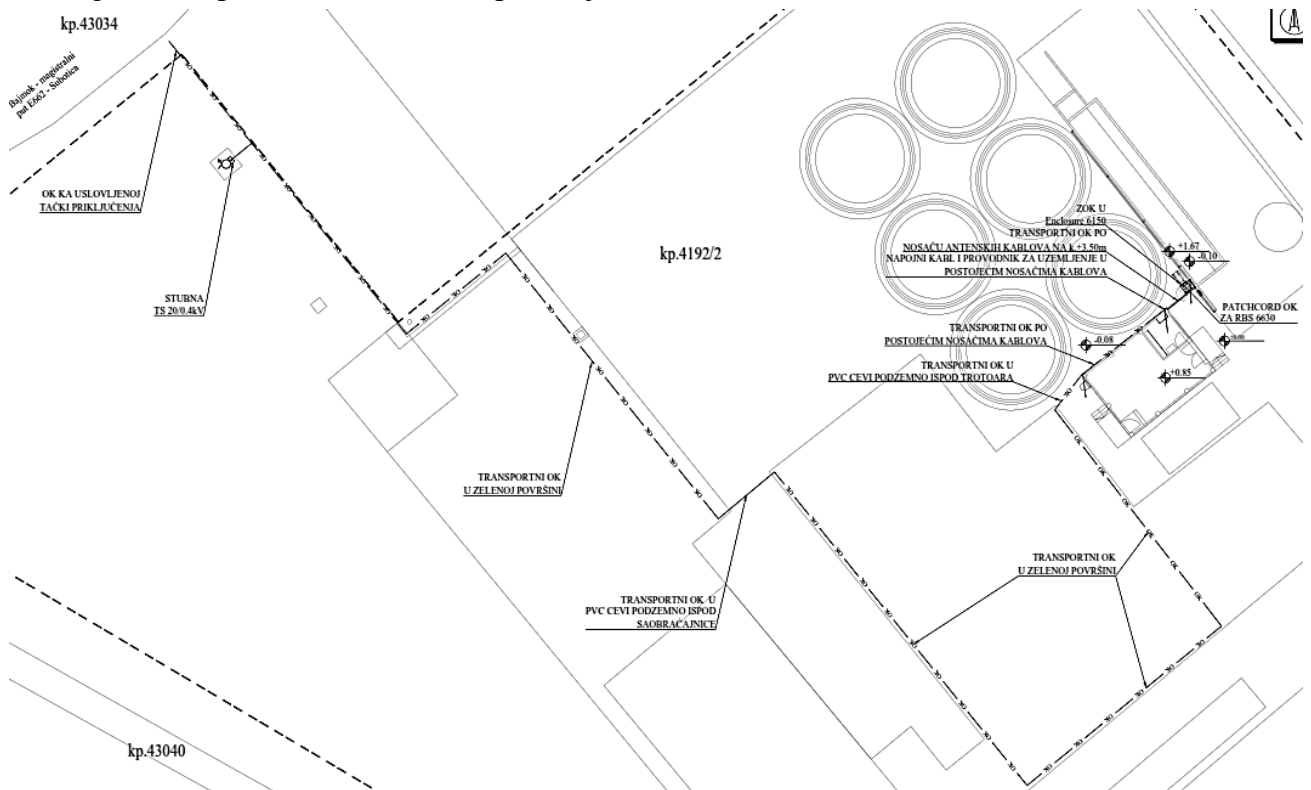 kp.43034
Bajmok - magistralni
put E662 - Subotica
OK KA USLOVLJENOJ
TAČKI PRIKLJUČENJA
STUBNA
TS 20/0.4kV
kp.4192/2
ZOK U
Enclosure 6150
TRANSPORTNI OK PO
NOSAČU ANTENSKIH KABLOVA NA k.+3.50m
NAPOJNI KABL I PROVODNIK ZA UZEMLJENJE U
POSTOJEĆIM NOSAČIMA KABLOVA
+1.67
-0.10
PATCHCORD OK
ZA RBS 6630
TRANSPORTNI OK PO
POSTOJEĆIM NOSAČIMA KABLOVA
-0.08
TRANSPORTNI OK U
PVC CEVI PODZEMNO ISPOD TROTOARA
+0.85
TRANSPORTNI OK
U ZELENOJ POVRŠINI
TRANSPORTNI OK U
PVC CEVI PODZEMNO ISPOD
SAOBRAĆAJNICE
TRANSPORTNI OK
U ZELENOJ POVRŠINI
kp.43040